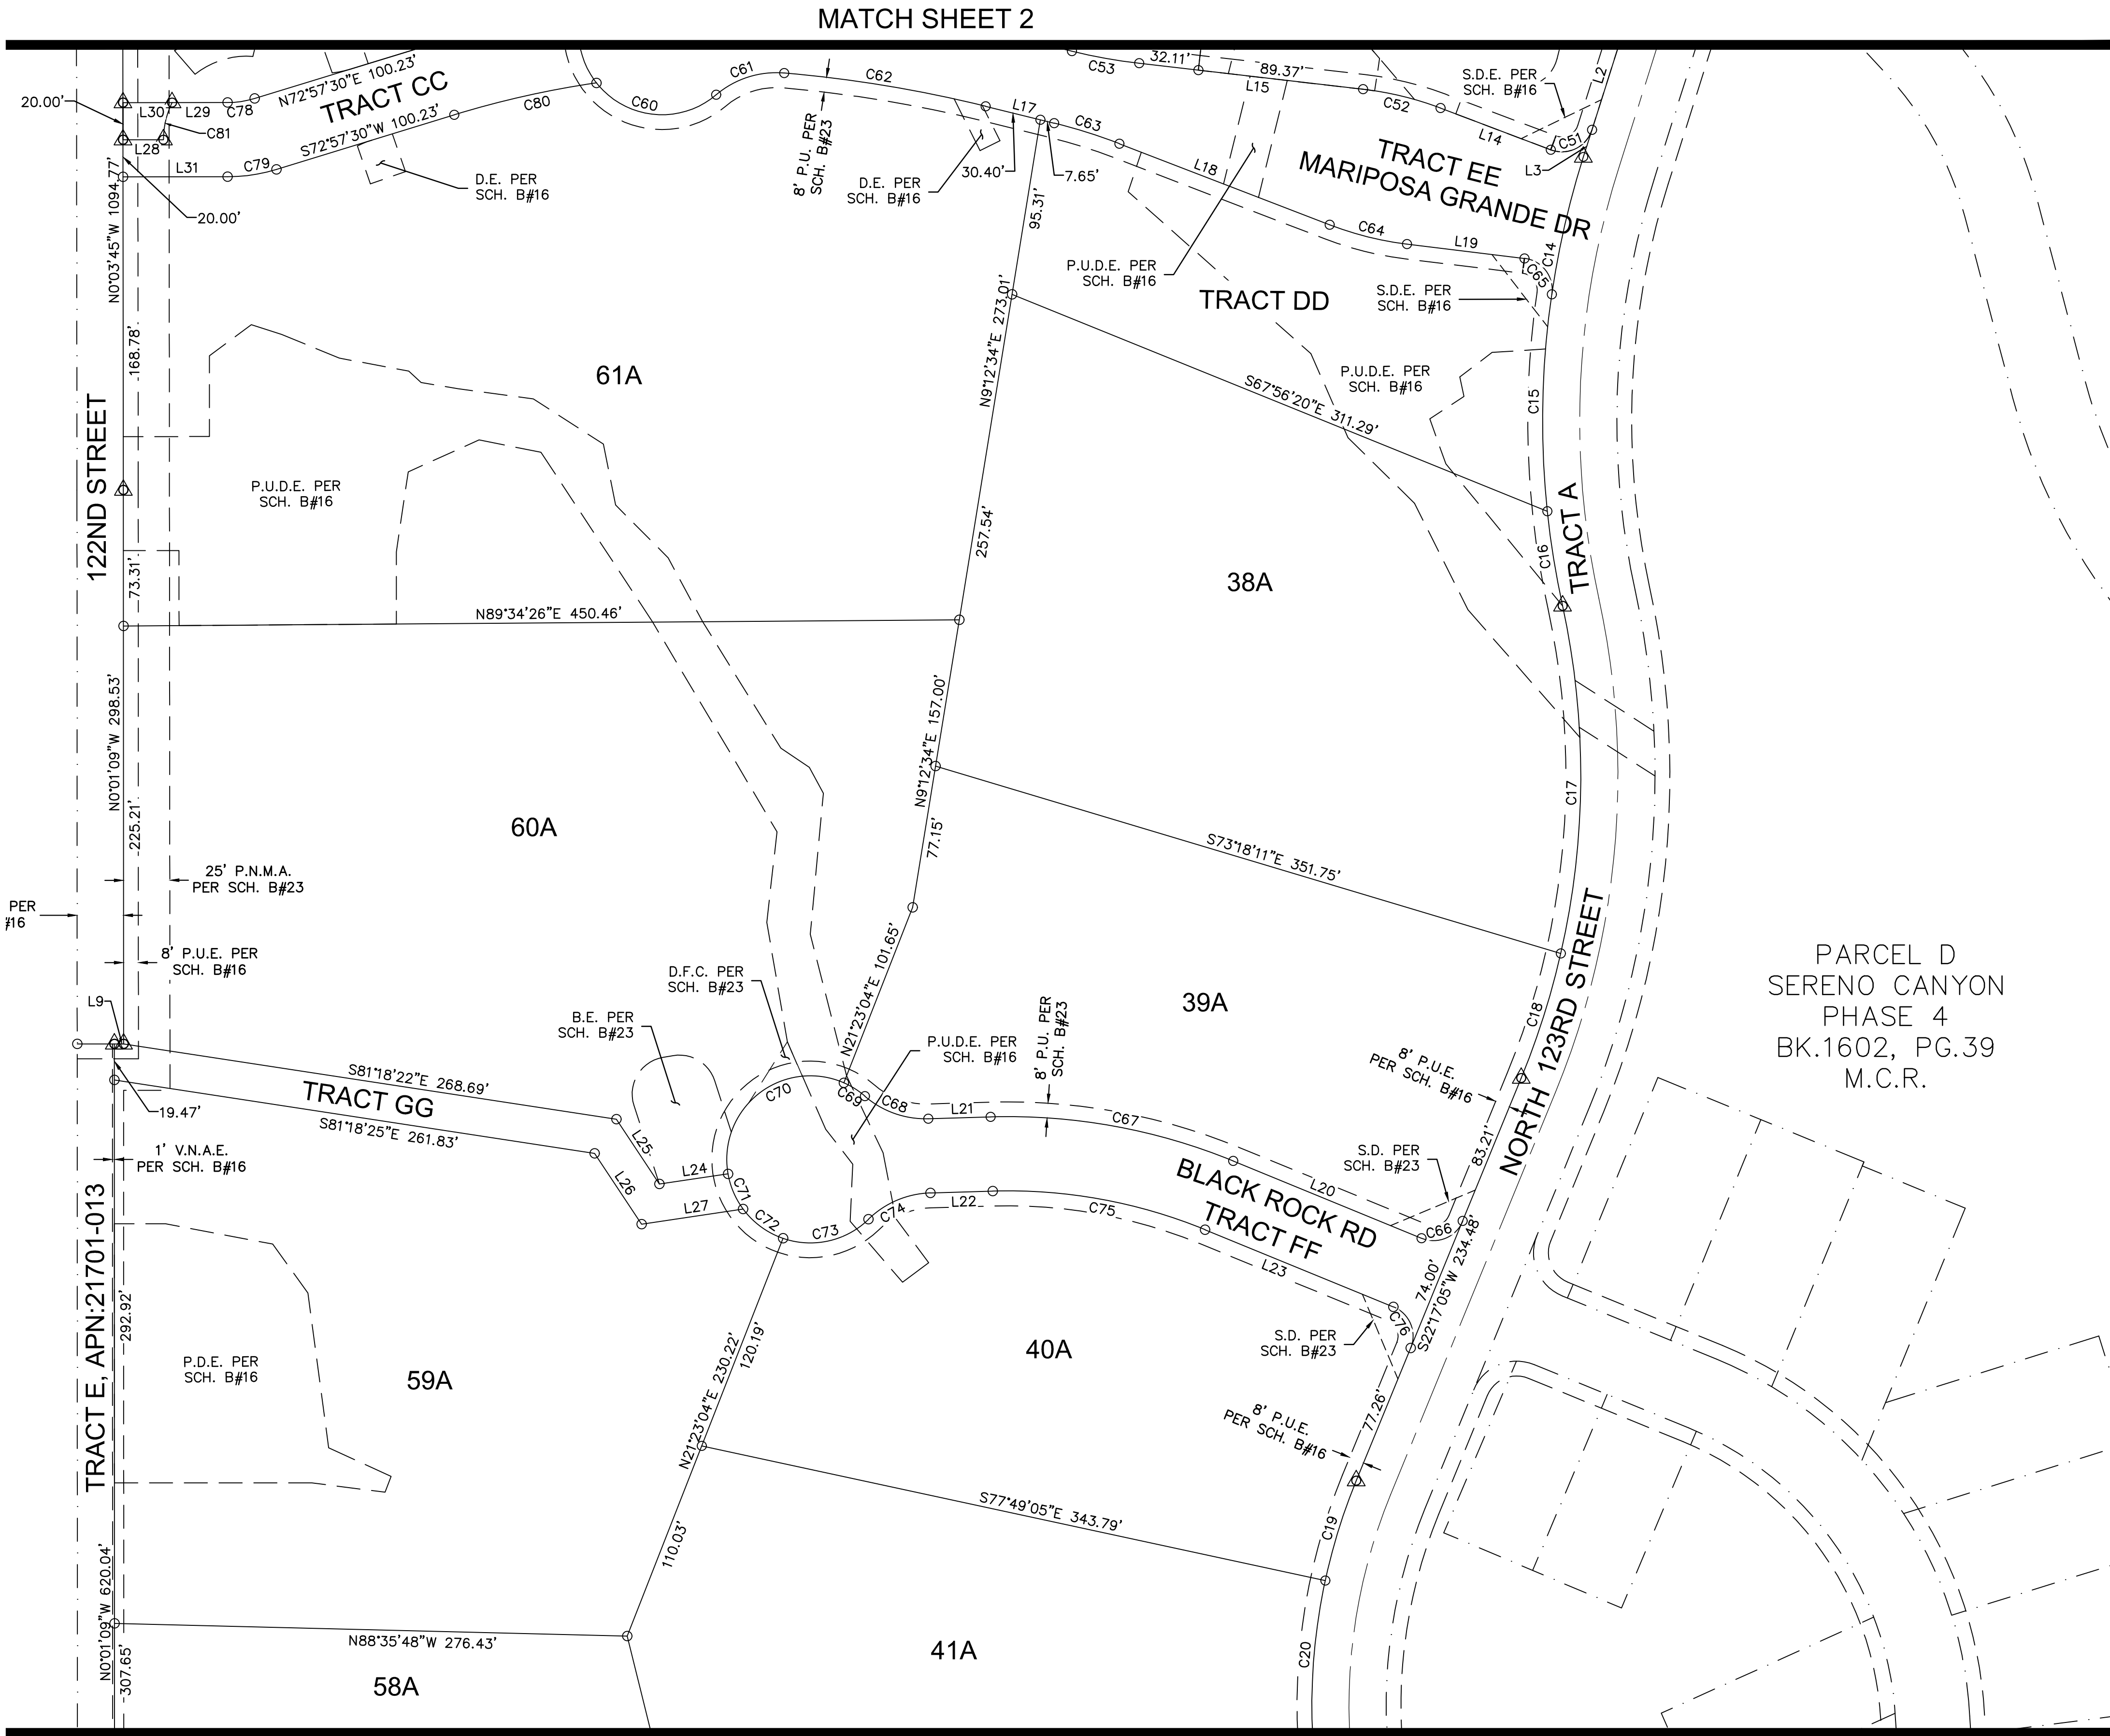 MATCH SHEET 2
20.00'
L30
L29
C78
N72°57'30"E 100.23'
TRACT CC
S72°57'30"W 100.23'
C80
C60
C61
C62
8' P.U. PER
SCH. B#23
L17
C63
C53
32.11'
89.37'
L15
C52
S.D.E. PER
SCH. B#16
L2
L14
C51
L3
C81
L28
L31
C79
20.00'
D.E. PER
SCH. B#16
D.E. PER
SCH. B#16
30.40'
7.65'
95.31'
L18
TRACT EE
MARIPOSA GRANDE DR
C64
L19
C14
C65
P.U.D.E. PER
SCH. B#16
TRACT DD
S.D.E. PER
SCH. B#16
N0°03'45"W 1094.77'
168.78'
61A
N9°12'34"E 273.01'
S67°56'20"E 311.29'
P.U.D.E. PER
SCH. B#16
C15
122ND STREET
P.U.D.E. PER
SCH. B#16
73.31'
257.54'
C16
TRACT A
38A
N89°34'26"E 450.46'
N0°01'09"W 298.53'
225.21'
60A
N9°12'34"E 157.00'
77.15'
C17
S73°18'11"E 351.75'
25' P.N.M.A.
PER SCH. B#23
PER
#16
8' P.U.E. PER
SCH. B#16
L9
D.F.C. PER
SCH. B#23
N21°23'04"E 101.65'
39A
B.E. PER
SCH. B#23
P.U.D.E. PER
SCH. B#16
8' P.U. PER
SCH. B#23
C18
NORTH 123RD STREET
8' P.U.E.
PER SCH. B#16
PARCEL D
SERENO CANYON
PHASE 4
BK.1602, PG.39
M.C.R.
S81°18'22"E 268.69'
TRACT GG
S81°18'25"E 261.83'
19.47'
1' V.N.A.E.
PER SCH. B#16
L25
L24
L26
L27
C70
C69
C68
L21
C67
C71
C72
C73
C74
L22
C75
BLACK ROCK RD
TRACT FF
L20
C66
L23
C76
S.D. PER
SCH. B#23
83.21'
74.00'
S22°17'05"W 234.48'
S.D. PER
SCH. B#23
TRACT E, APN:21701-013
292.92'
P.D.E. PER
SCH. B#16
59A
N21°23'04"E 230.22'
120.19'
40A
77.26'
8' P.U.E.
PER SCH. B#16
S77°49'05"E 343.79'
C19
110.03'
N0°01'09"W 620.04'
307.65'
N88°35'48"W 276.43'
58A
41A
C20